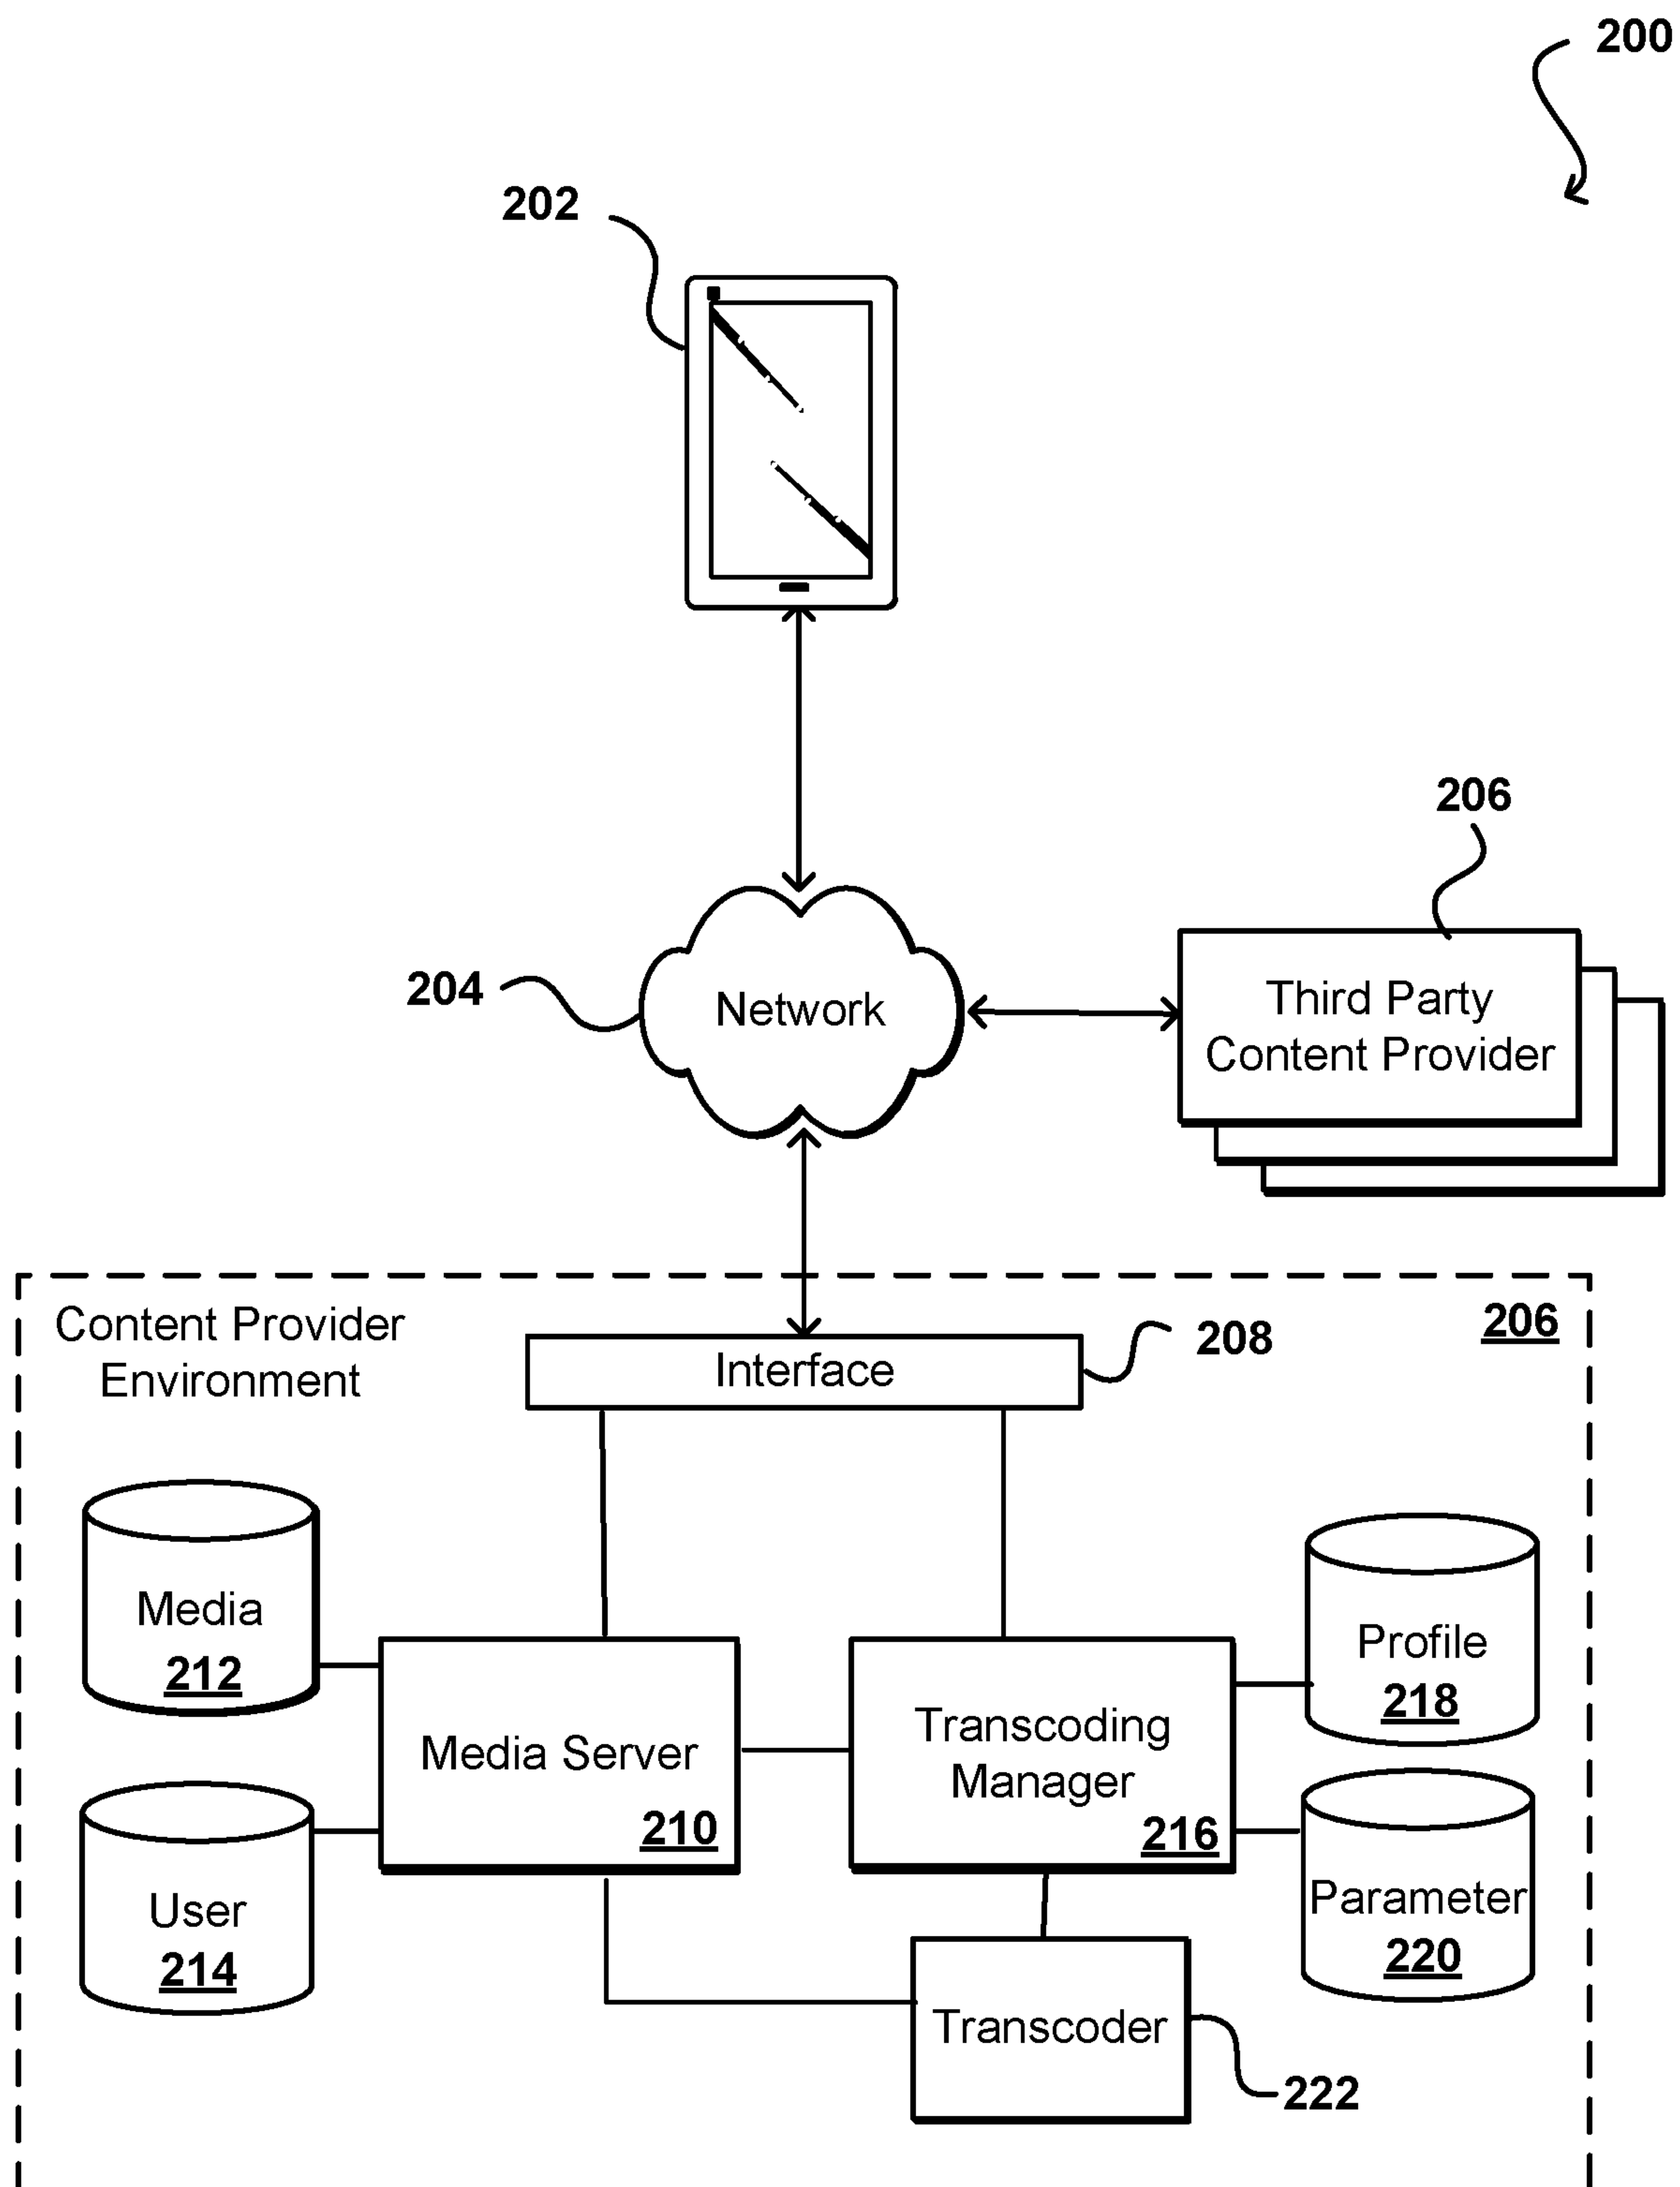 200
202
206
204
Network
Third Party
Content Provider
Content Provider
Environment
206
Interface
208
Media
212
Profile
218
Media Server
210
Transcoding
Manager
216
User
214
Parameter
220
Transcoder
222